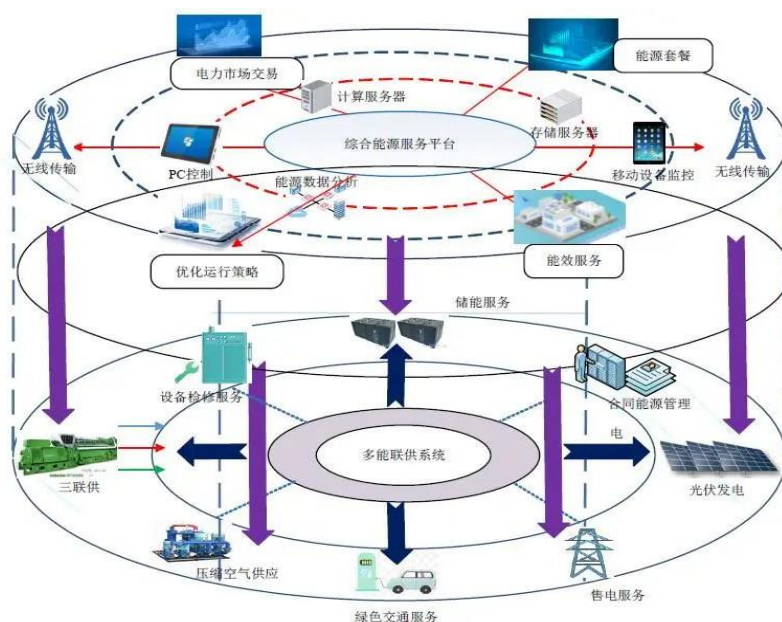 电力市场交易
能源套餐
计算服务器
存储服务器
综合能源服务平台
无线传输
PC控制
能源数据分析
移动设备监控
无线传输
优化运行策略
能效服务
储能服务
设备检修服务
合同能源管理
电
多能联供系统
三联供
光伏发电
压缩空气供应
绿色交通服务
售电服务